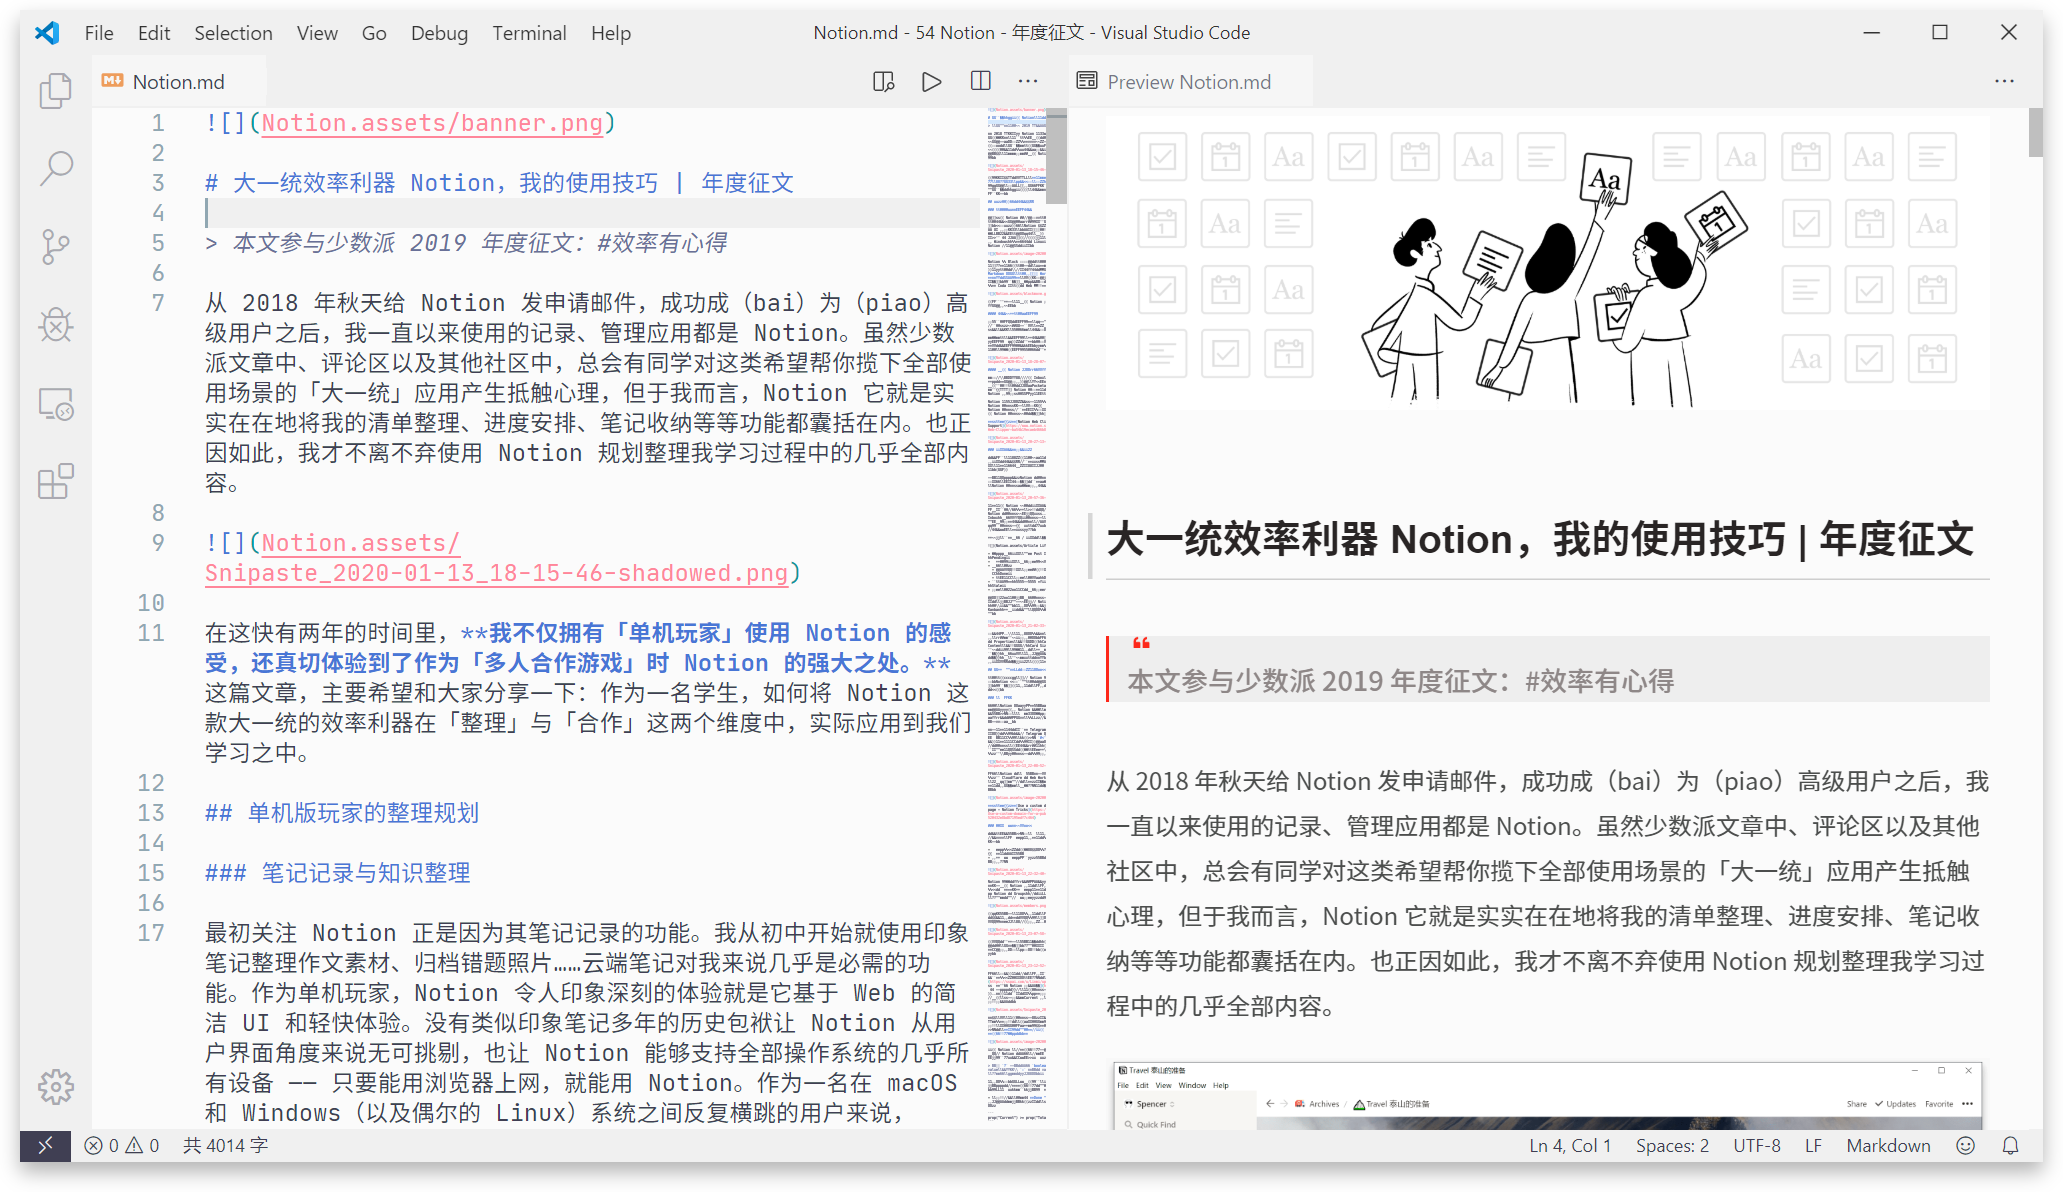 File Edit Selection View Go Debug Terminal Help
Notion.md - 54 Notion - 年度征文 - Visual Studio Code
Notion.md
1 ![](Notion.assets/banner.png)
2
3 # 大一统效率利器 Notion，我的使用技巧 | 年度征文
4
5 > 本文参与少数派 2019 年度征文：#效率有心得
6
7 从 2018 年秋天给 Notion 发申请邮件，成功成（bai）为（piao）高
级用户之后，我一直以来使用的记录、管理应用都是 Notion。虽然少数
派文章中、评论区以及其他社区中，总会有同学对这类希望帮你揽下全部使
用场景的「大一统」应用产生抵触心理，但于我而言，Notion 它就是实
实在在地将我的清单整理、进度安排、笔记收纳等等功能都囊括在内。也正
因如此，我才不离不弃使用 Notion 规划整理我学习过程中的几乎全部内
容。
8
9 ![](Notion.assets/
Snipaste_2020-01-13_18-15-46-shadowed.png)
10
11 在这快有两年的时间里，**我不仅拥有「单机玩家」使用 Notion 的感
受，还真切体验到了作为「多人合作游戏」时 Notion 的强大之处。**
这篇文章，主要希望和大家分享一下：作为一名学生，如何将 Notion 这
款大一统的效率利器在「整理」与「合作」这两个维度中，实际应用到我们
学习之中。
12
13 ## 单机版玩家的整理规划
14
15 ### 笔记记录与知识整理
16
17 最初关注 Notion 正是因为其笔记记录的功能。我从初中开始就使用印象
笔记整理作文素材、归档错题照片……云端笔记对我来说几乎是必需的功
能。作为单机玩家，Notion 令人印象深刻的体验就是它基于 Web 的简
洁 UI 和轻快体验。没有类似印象笔记多年的历史包袱让 Notion 从用
户界面角度来说无可挑剔，也让 Notion 能够支持全部操作系统的几乎所
有设备 —— 只要能用浏览器上网，就能用 Notion。作为一名在 macOS
和 Windows（以及偶尔的 Linux）系统之间反复横跳的用户来说，
Preview Notion.md
1 Aa 1 Aa Aa 1 Aa
Aa
1 Aa 1 Aa
1 Aa 1
1 Aa 1
大一统效率利器 Notion，我的使用技巧 | 年度征文
❝
本文参与少数派 2019 年度征文：#效率有心得
从 2018 年秋天给 Notion 发申请邮件，成功成（bai）为（piao）高级用户之后，我
一直以来使用的记录、管理应用都是 Notion。虽然少数派文章中、评论区以及其他
社区中，总会有同学对这类希望帮你揽下全部使用场景的「大一统」应用产生抵触
心理，但于我而言，Notion 它就是实实在在地将我的清单整理、进度安排、笔记收
纳等等功能都囊括在内。也正因如此，我才不离不弃使用 Notion 规划整理我学习过
程中的几乎全部内容。
Travel 泰山的准备
File Edit View Window Help
Spencer Archives / Travel 泰山的准备 Share Updates Favorite
Quick Find
0 0 共 4014 字 Ln 4, Col 1 Spaces: 2 UTF-8 LF Markdown